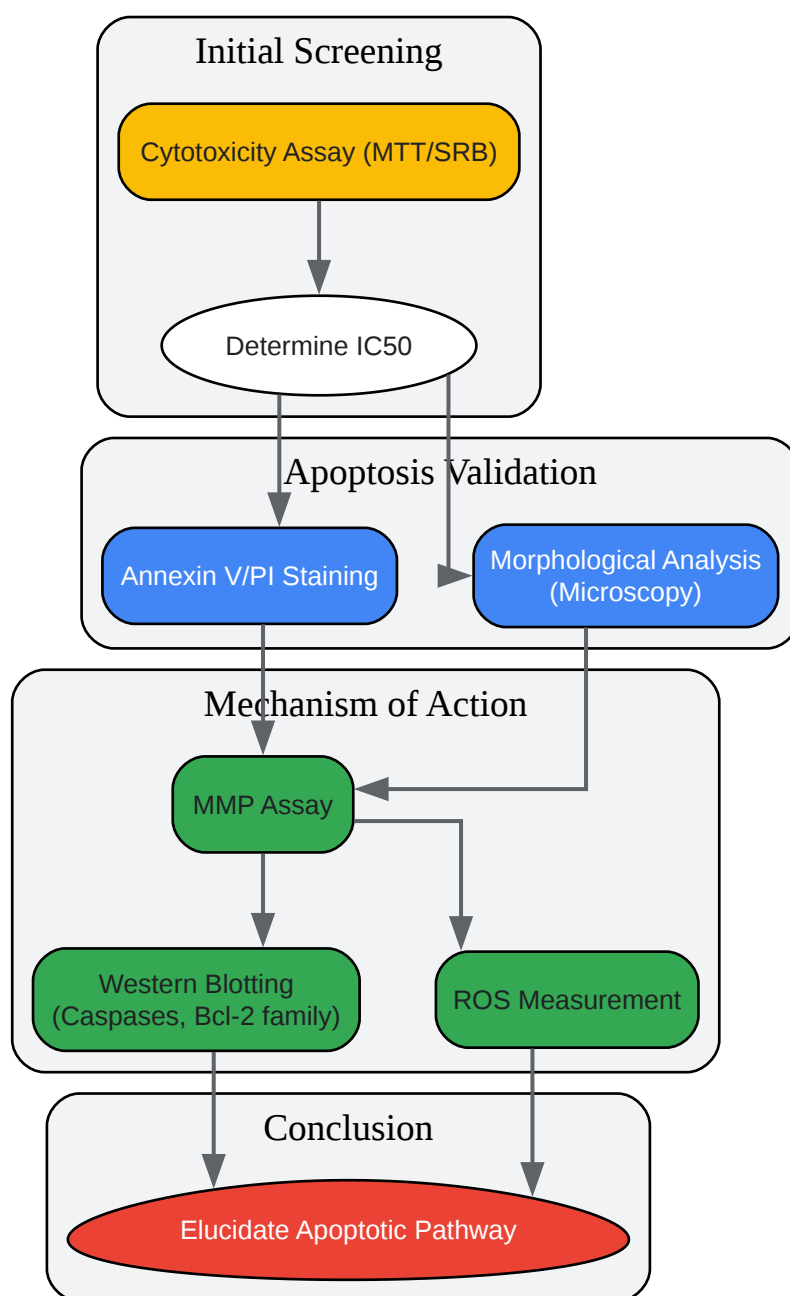 Initial Screening
Cytotoxicity Assay (MTT/SRB)
Determine IC50
Apoptosis Validation
Annexin V/PI Staining
Morphological Analysis
(Microscopy)
Mechanism of Action
MMP Assay
Western Blotting
(Caspases, Bcl-2 family)
ROS Measurement
Conclusion
Elucidate Apoptotic Pathway